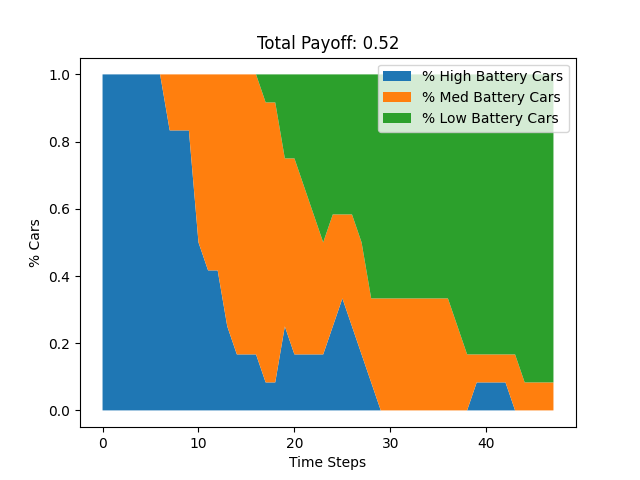 Total Payoff: 0.52
% High Battery Cars
% Med Battery Cars
% Low Battery Cars
1.0
0.8
0.6
0.4
0.2
0.0
% Cars
0 10 20 30 40
Time Steps